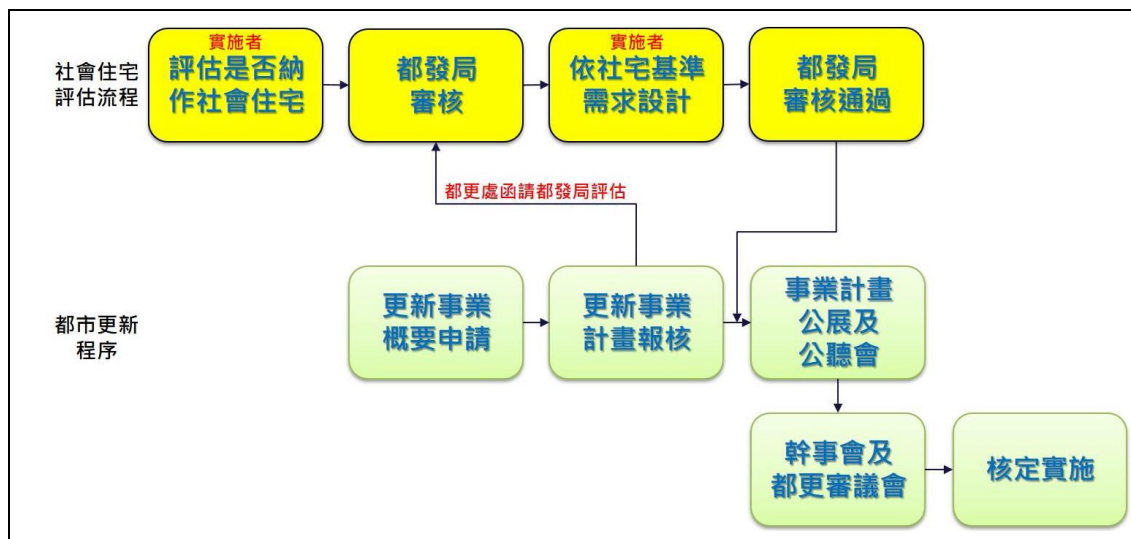 社會住宅
評估流程
實施者
評估是否納
作社會住宅
都發局
審核
實施者
依社宅基準
需求設計
都發局
審核通過
都更處函請都發局評估
都市更新
程序
更新事業
概要申請
更新事業
計畫報核
事業計畫
公展及
公聽會
幹事會及
都更審議會
核定實施